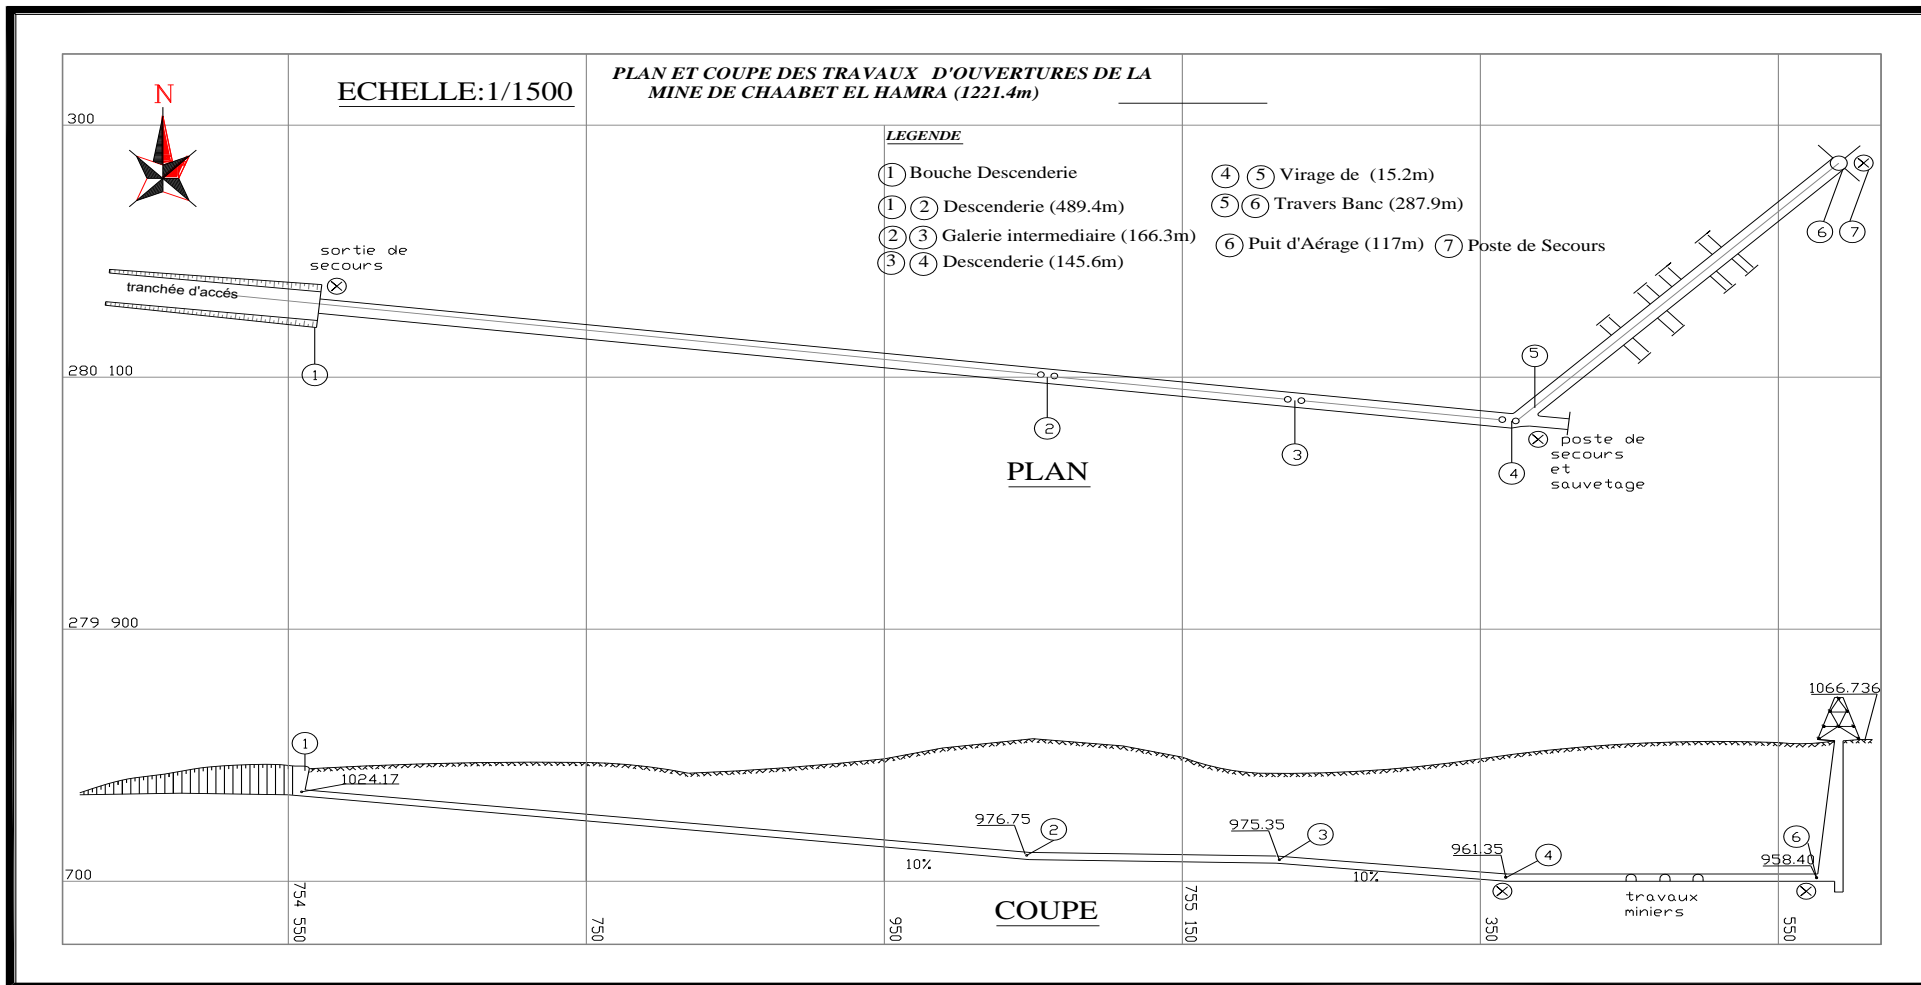 PLAN ET COUPE DES TRAVAUX D'OUVERTURES DE LA
MINE DE CHAABET EL HAMRA (1221.4m)
ECHELLE:1/1500
N
300
LEGENDE
1 Bouche Descenderie
1 2 Descenderie (489.4m)
2 3 Galerie intermediaire (166.3m)
3 4 Descenderie (145.6m)
4 5 Virage de (15.2m)
5 6 Travers Banc (287.9m)
6 Puit d'Aérage (117m) 7 Poste de Secours
6 7
sortie de
secours
tranchée d'accés
280 100
1
5
2
3
4
poste de
secours
et
sauvetage
PLAN
279 900
1066.736
1
1024.17
976.75
2
975.35
3
961.35
4
6
958.40
10%
10%
700
travaux
miniers
COUPE
754 550
750
950
755 150
350
550